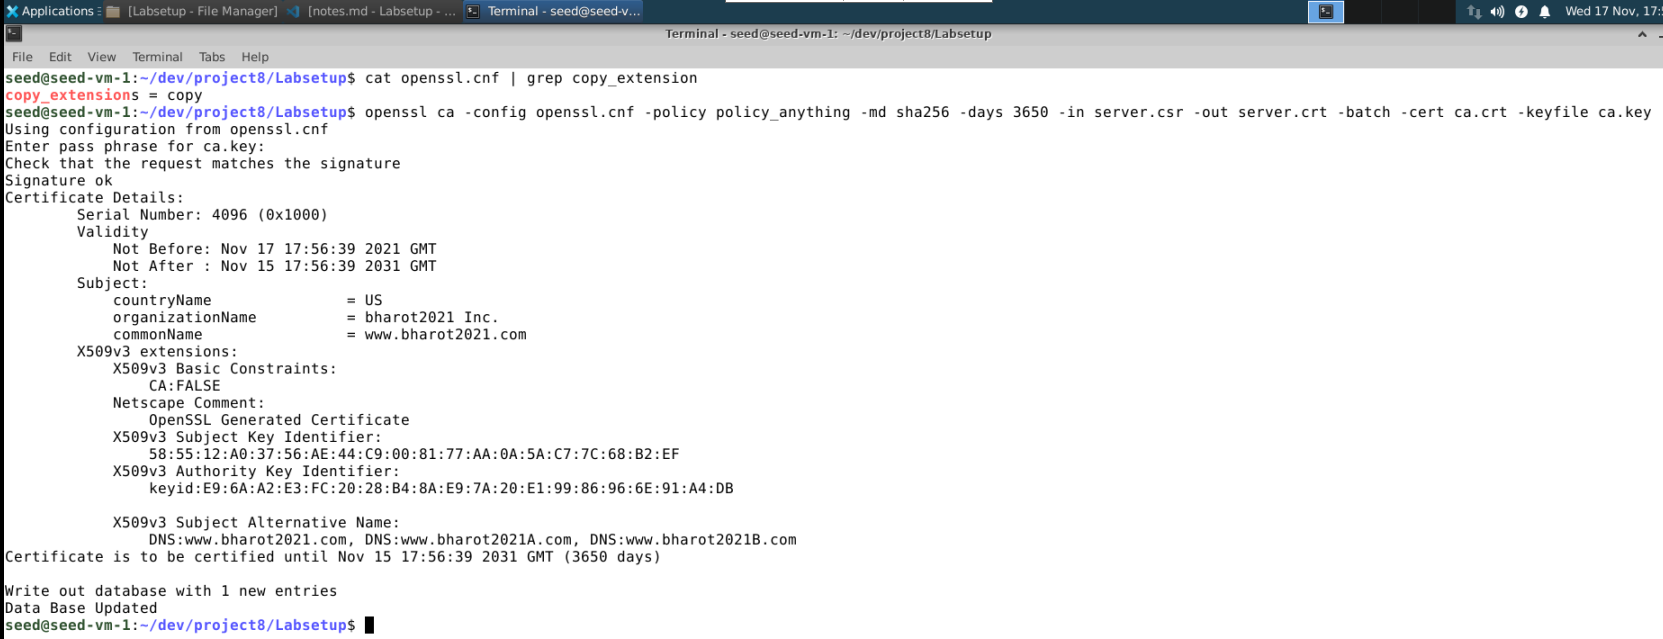 Applications [Labsetup - File Manager] [notes.md - Labsetup - ... Terminal - seed@seed-v... Wed 17 Nov, 17:5
Terminal - seed@seed-vm-1: ~/dev/project8/Labsetup
File Edit View Terminal Tabs Help
seed@seed-vm-1:~/dev/project8/Labsetup$ cat openssl.cnf | grep copy_extension
copy_extensions = copy
seed@seed-vm-1:~/dev/project8/Labsetup$ openssl ca -config openssl.cnf -policy policy_anything -md sha256 -days 3650 -in server.csr -out server.crt -batch -cert ca.crt -keyfile ca.key
Using configuration from openssl.cnf
Enter pass phrase for ca.key:
Check that the request matches the signature
Signature ok
Certificate Details:
Serial Number: 4096 (0x1000)
Validity
Not Before: Nov 17 17:56:39 2021 GMT
Not After : Nov 15 17:56:39 2031 GMT
Subject:
countryName = US
organizationName = bharot2021 Inc.
commonName = www.bharot2021.com
X509v3 extensions:
X509v3 Basic Constraints:
CA:FALSE
Netscape Comment:
OpenSSL Generated Certificate
X509v3 Subject Key Identifier:
58:55:12:A0:37:56:AE:44:C9:00:81:77:AA:0A:5A:C7:7C:68:B2:EF
X509v3 Authority Key Identifier:
keyid:E9:6A:A2:E3:FC:20:28:B4:8A:E9:7A:20:E1:99:86:96:6E:91:A4:DB
X509v3 Subject Alternative Name:
DNS:www.bharot2021.com, DNS:www.bharot2021A.com, DNS:www.bharot2021B.com
Certificate is to be certified until Nov 15 17:56:39 2031 GMT (3650 days)
Write out database with 1 new entries
Data Base Updated
seed@seed-vm-1:~/dev/project8/Labsetup$